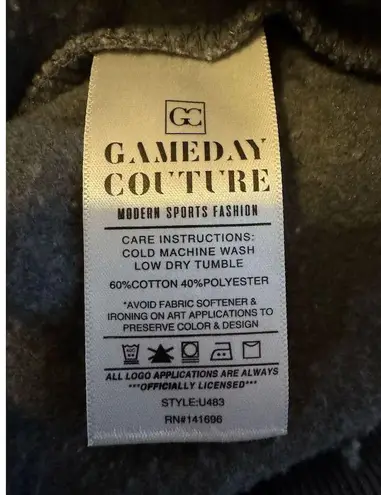 GC
GAMEDAY
COUTURE
MODERN SPORTS FASHION
CARE INSTRUCTIONS:
COLD MACHINE WASH
LOW DRY TUMBLE
60%COTTON 40%POLYESTER
*AVOID FABRIC SOFTENER &
IRONING ON ART APPLICATIONS TO
PRESERVE COLOR & DESIGN
ALL LOGO APPLICATIONS ARE ALWAYS
***OFFICIALLY LICENSED***
STYLE:U483
RN#141696